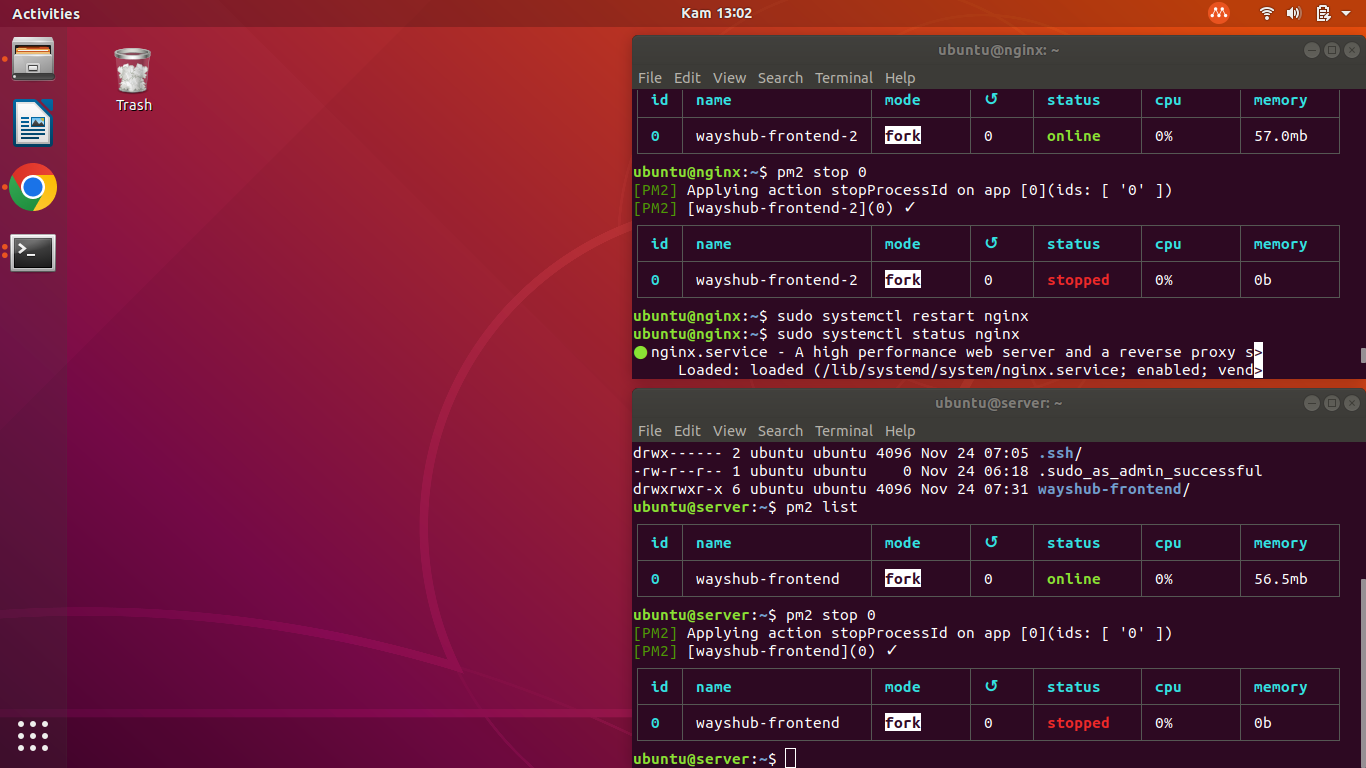 Activities
Kam 13:02
Trash
ubuntu@nginx: ~
File Edit View Search Terminal Help
id name mode ↺ status cpu memory
0 wayshub-frontend-2 fork 0 online 0% 57.0mb
ubuntu@nginx:~$ pm2 stop 0
[PM2] Applying action stopProcessId on app [0](ids: [ '0' ])
[PM2] [wayshub-frontend-2](0) ✓
id name mode ↺ status cpu memory
0 wayshub-frontend-2 fork 0 stopped 0% 0b
ubuntu@nginx:~$ sudo systemctl restart nginx
ubuntu@nginx:~$ sudo systemctl status nginx
● nginx.service - A high performance web server and a reverse proxy s>
Loaded: loaded (/lib/systemd/system/nginx.service; enabled; vend>
ubuntu@server: ~
File Edit View Search Terminal Help
drwx------ 2 ubuntu ubuntu 4096 Nov 24 07:05 .ssh/
-rw-r--r-- 1 ubuntu ubuntu 0 Nov 24 06:18 .sudo_as_admin_successful
drwxrwxr-x 6 ubuntu ubuntu 4096 Nov 24 07:31 wayshub-frontend/
ubuntu@server:~$ pm2 list
id name mode ↺ status cpu memory
0 wayshub-frontend fork 0 online 0% 56.5mb
ubuntu@server:~$ pm2 stop 0
[PM2] Applying action stopProcessId on app [0](ids: [ '0' ])
[PM2] [wayshub-frontend](0) ✓
id name mode ↺ status cpu memory
0 wayshub-frontend fork 0 stopped 0% 0b
ubuntu@server:~$